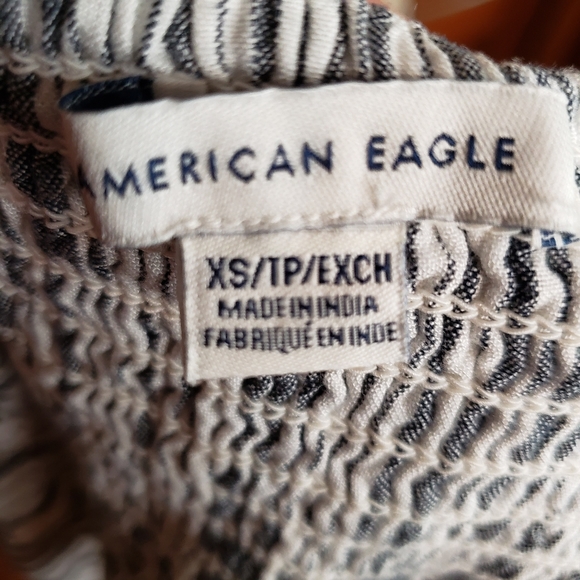 AMERICAN EAGLE
XS/TP/EXCH
MADE IN INDIA
FABRIQUÉ EN INDE